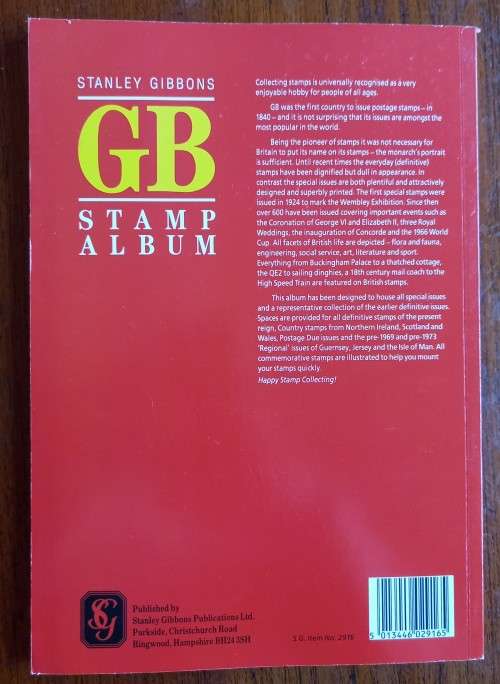 STANLEY GIBBONS
GB
STAMP
ALBUM
Collecting stamps is universally recognised as a very
enjoyable hobby for people of all ages.
GB was the first country to issue postage stamps – in
1840 – and it is not surprising that its issues are amongst the
most popular in the world.
Being the pioneer of stamps it was not necessary for
Britain to put its name on its stamps – the monarch's portrait
is sufficient. Until recent times the everyday (definitive)
stamps have been dignified but dull in appearance. In
contrast the special issues are both plentiful and attractively
designed and superbly printed. The first special stamps were
issued in 1924 to mark the Wembley Exhibition. Since then
over 600 have been issued covering important events such as
the Coronation of George VI and Elizabeth II, three Royal
Weddings, the inauguration of Concorde and the 1966 World
Cup. All facets of British life are depicted – flora and fauna,
engineering, social service, art, literature and sport.
Everything from Buckingham Palace to a thatched cottage,
the QE2 to sailing dinghies, a 18th century mail coach to the
High Speed Train are featured on British stamps.
This album has been designed to house all special issues
and a representative collection of the earlier definitive issues.
Spaces are provided for all definitive stamps of the present
reign, Country stamps from Northern Ireland, Scotland and
Wales, Postage Due issues and the pre-1969 and pre-1973
'Regional' issues of Guernsey, Jersey and the Isle of Man. All
commemorative stamps are illustrated to help you mount
your stamps quickly.
Happy Stamp Collecting!
SG
Published by
Stanley Gibbons Publications Ltd.
Parkside, Christchurch Road
Ringwood, Hampshire BH24 3SH
S.G. Item No. 2916
5 013446 029165